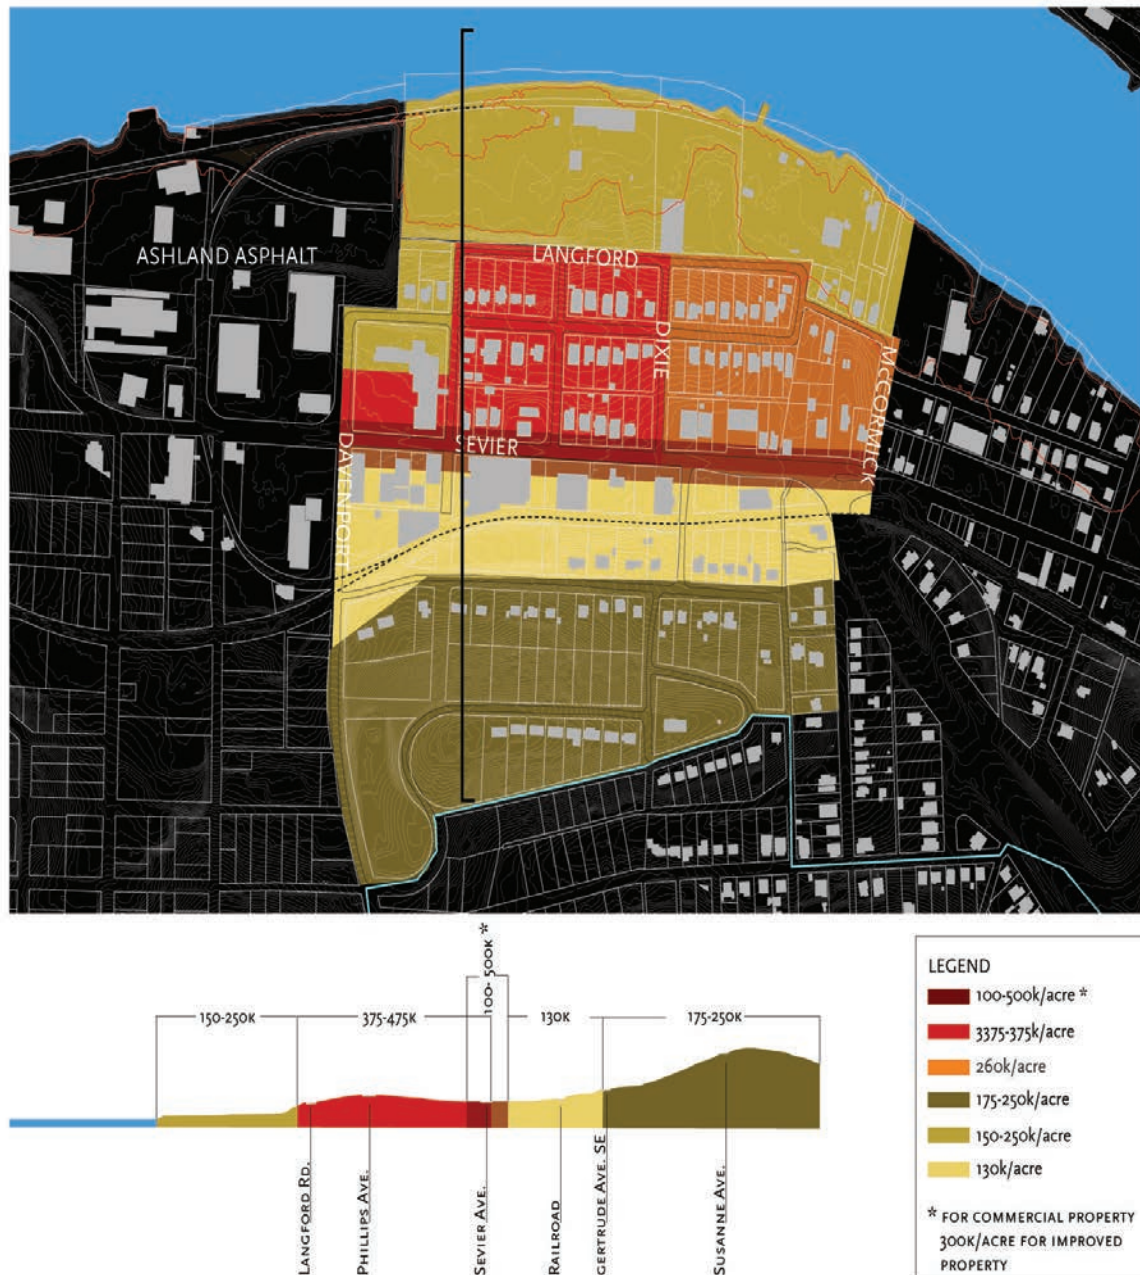 ASHLAND ASPHALT
LANGFORD
DIXIE
MCCORMICK
SEVIER
DAVENPORT
100-500K *
150-250K
375-475K
130K
175-250K
LANGFORD RD.
PHILLIPS AVE.
SEVIER AVE.
RAILROAD
GERTRUDE AVE. SE
SUSANNE AVE.
LEGEND
100-500k/acre *
3375-375k/acre
260k/acre
175-250k/acre
150-250k/acre
130k/acre
* FOR COMMERCIAL PROPERTY
300K/ACRE FOR IMPROVED
PROPERTY